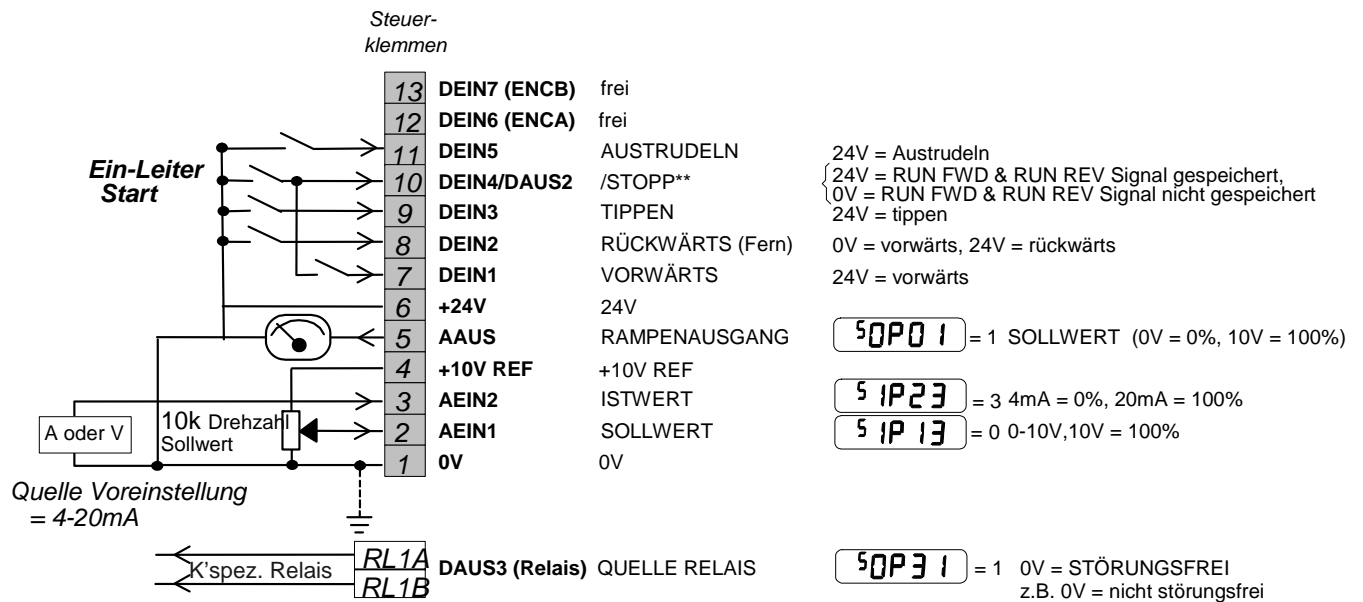 Steuer-
klemmen
13 DEIN7 (ENCB) frei
12 DEIN6 (ENCA) frei
11 DEIN5 AUSTRUDELN 24V = Austrudeln
Ein-Leiter
Start
10 DEIN4/DAUS2 /STOPP** 24V = RUN FWD & RUN REV Signal gespeichert,
0V = RUN FWD & RUN REV Signal nicht gespeichert
9 DEIN3 TIPPEN 24V = tippen
8 DEIN2 RÜCKWÄRTS (Fern) 0V = vorwärts, 24V = rückwärts
7 DEIN1 VORWÄRTS 24V = vorwärts
6 +24V 24V
5 AAUS RAMPENAUSGANG SOP01 = 1 SOLLWERT (0V = 0%, 10V = 100%)
4 +10V REF +10V REF
3 AEIN2 ISTWERT SIP23 = 3 4mA = 0%, 20mA = 100%
A oder V
10k Drehzahl
Sollwert
2 AEIN1 SOLLWERT SIP13 = 0 0-10V,10V = 100%
1 0V 0V
Quelle Voreinstellung
= 4-20mA
K'spez. Relais
RL1A
RL1B
DAUS3 (Relais) QUELLE RELAIS SOP31 = 1 0V = STÖRUNGSFREI
z.B. 0V = nicht störungsfrei